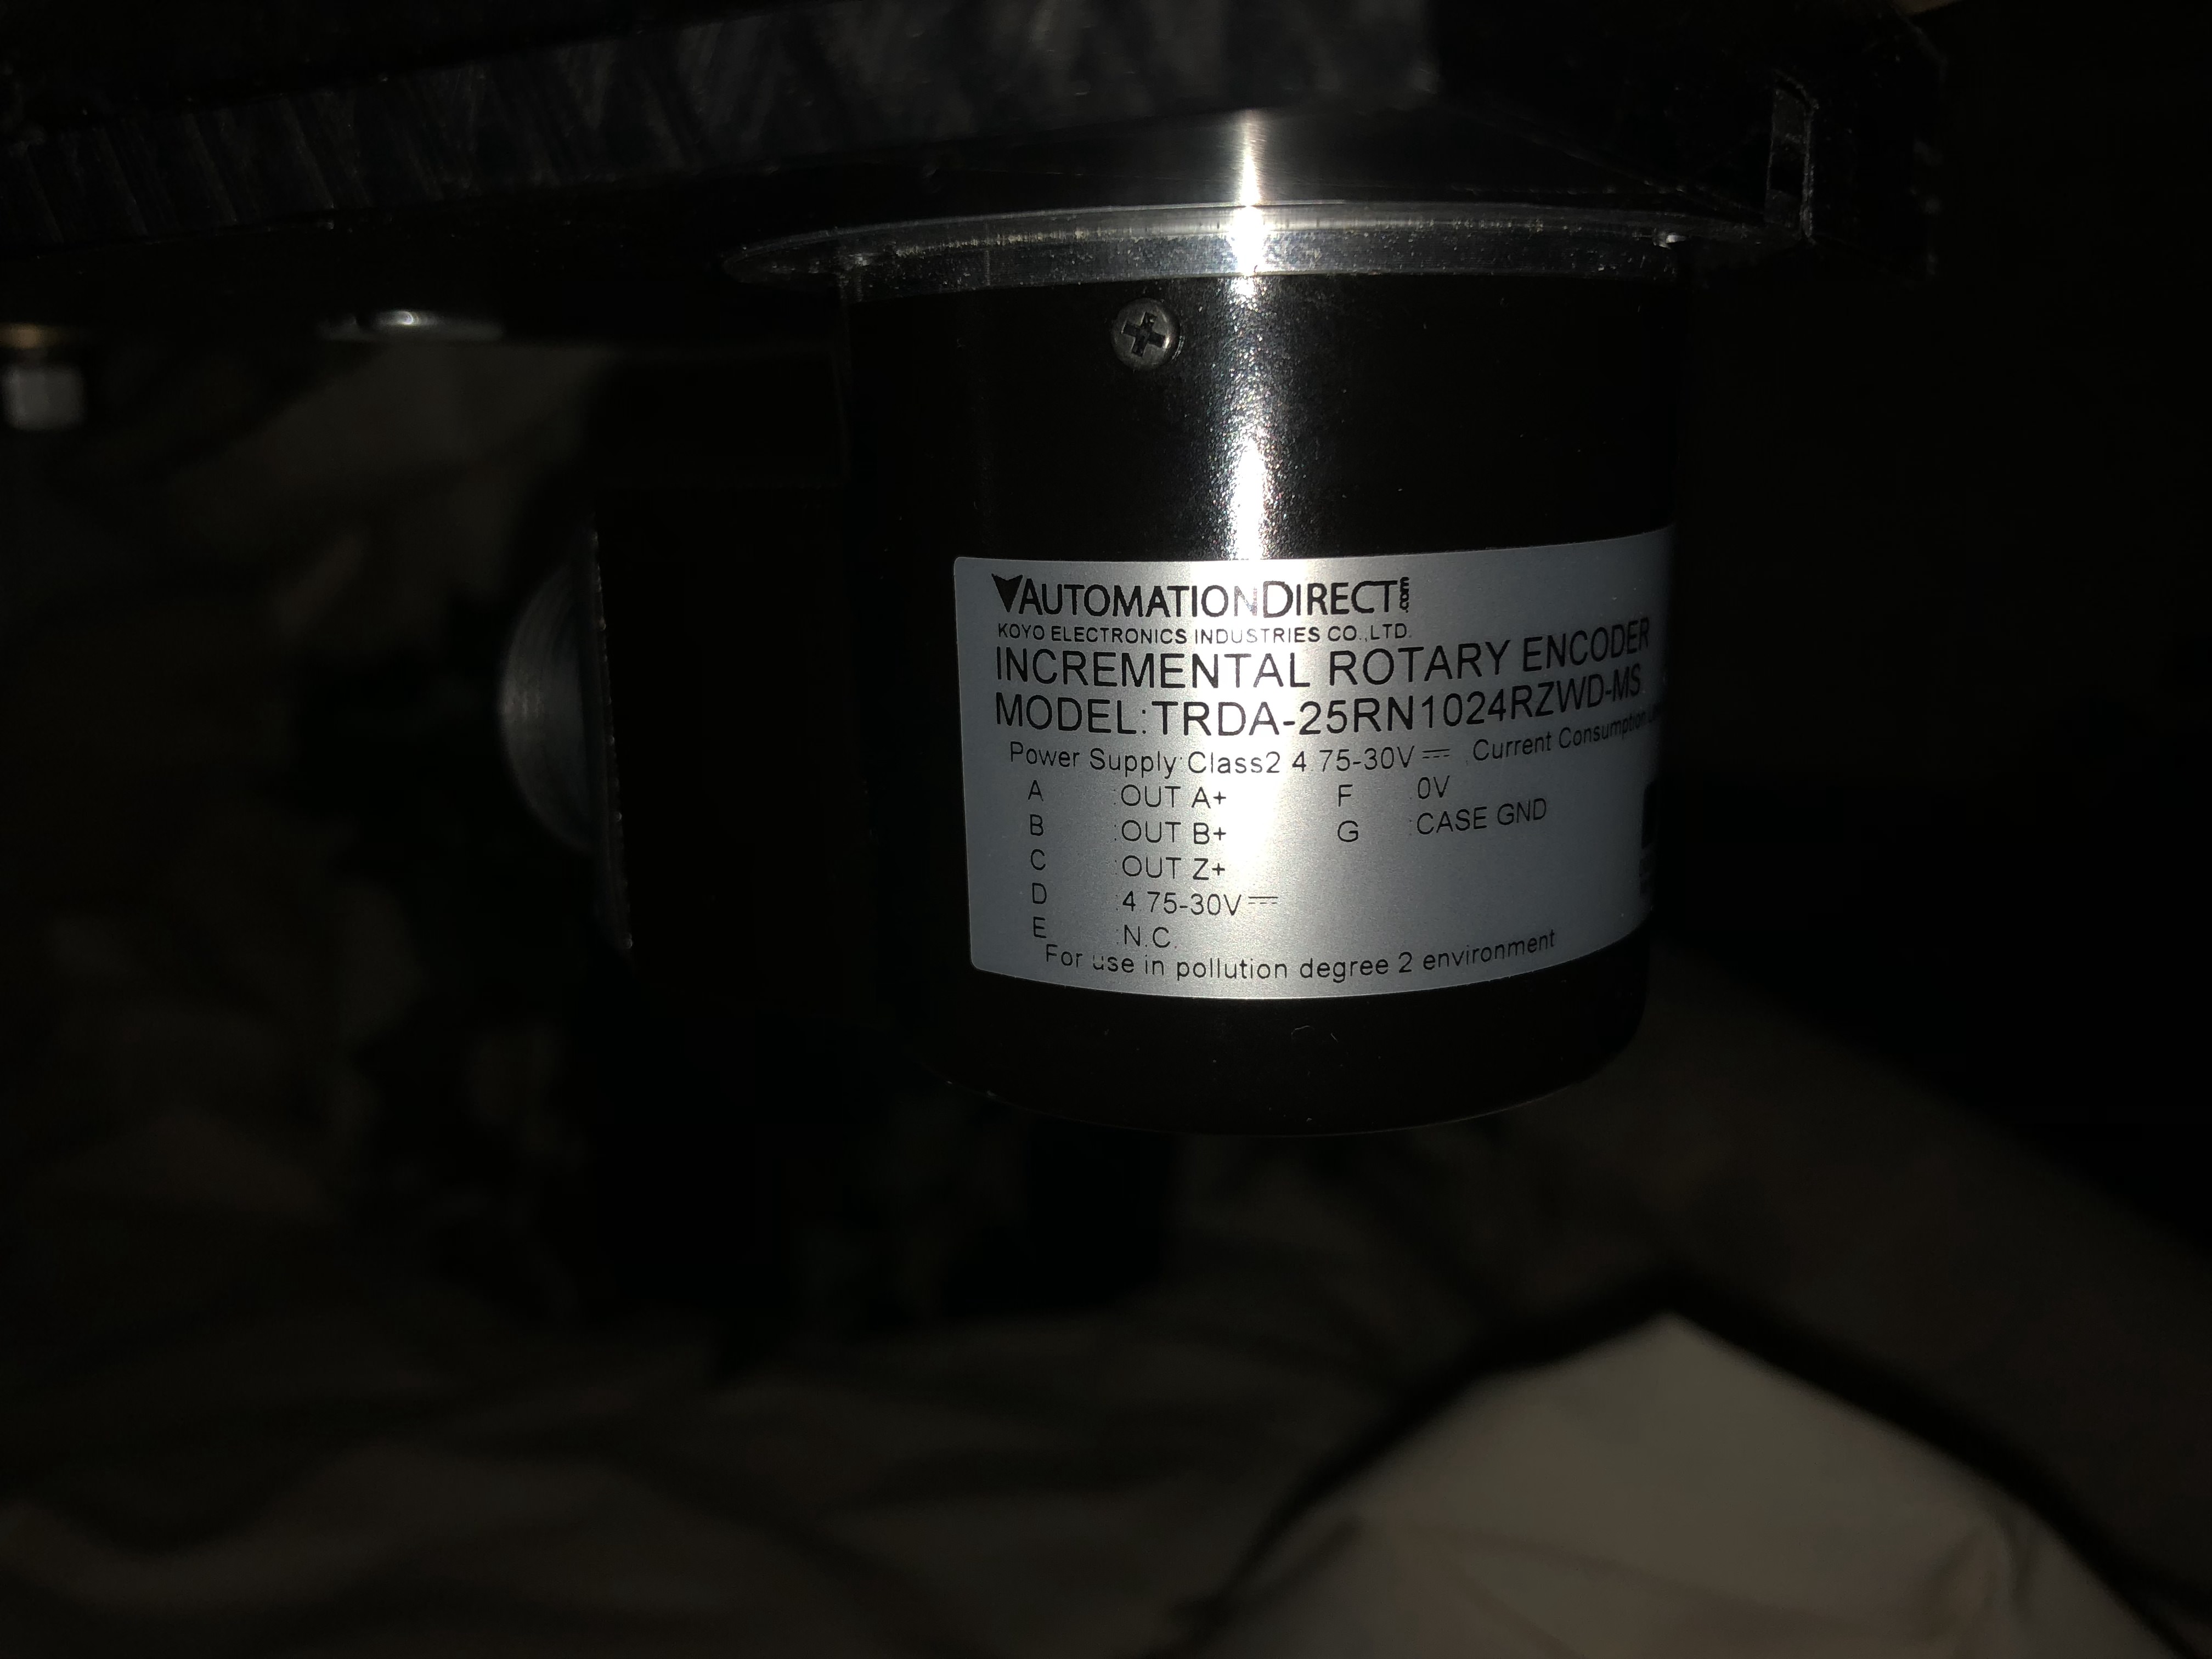 AUTOMATIONDIRECT.com
KOYO ELECTRONICS INDUSTRIES CO.,LTD.
INCREMENTAL ROTARY ENCODER
MODEL:TRDA-25RN1024RZWD-MS
Power Supply:Class2 4.75-30V⎓ Current Consumption
A :OUT A+ F 0V
B :OUT B+ G :CASE GND
C :OUT Z+
D :4.75-30V⎓
E :N.C.
For use in pollution degree 2 environment